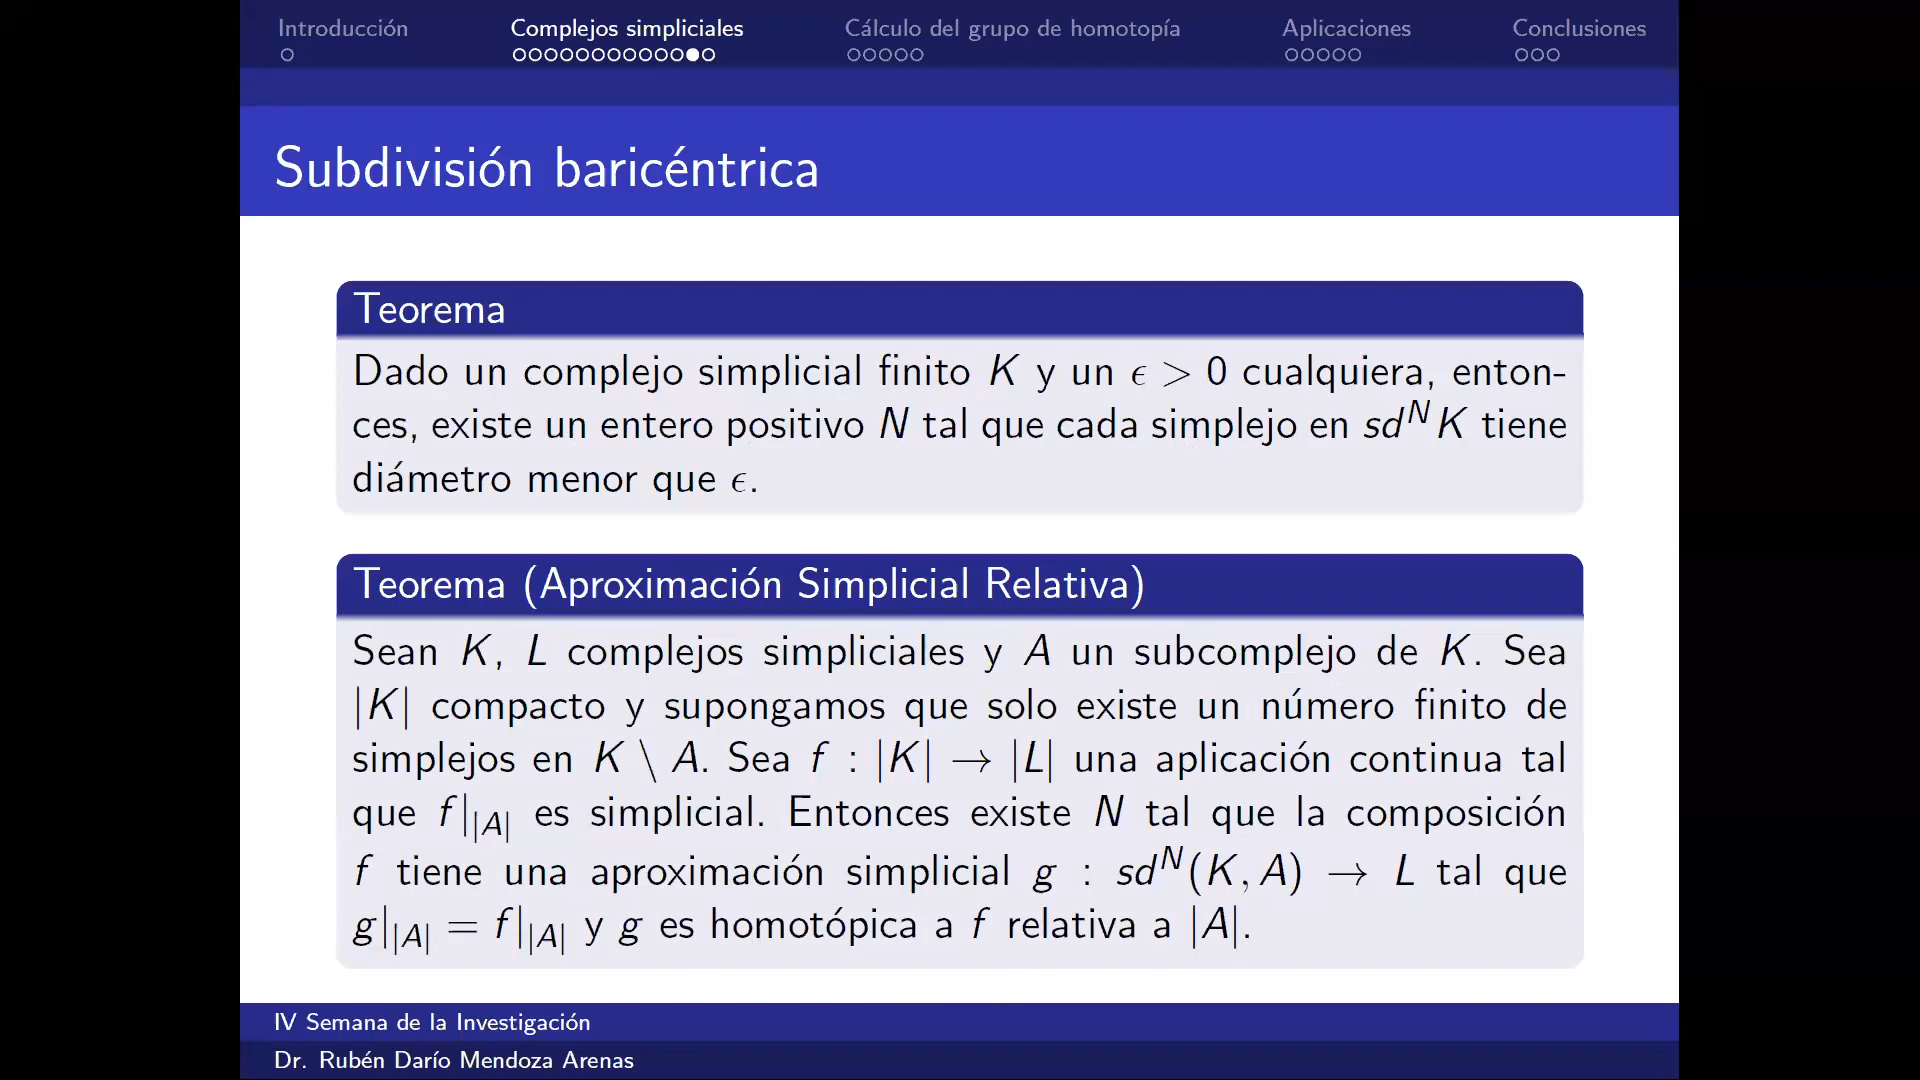 Introducción Complejos simpliciales Cálculo del grupo de homotopía Aplicaciones Conclusiones
Subdivisión baricéntrica
Teorema
Dado un complejo simplicial finito K y un ϵ > 0 cualquiera, enton-
ces, existe un entero positivo N tal que cada simplejo en sd^N K tiene
diámetro menor que ϵ.
Teorema (Aproximación Simplicial Relativa)
Sean K, L complejos simpliciales y A un subcomplejo de K. Sea
|K| compacto y supongamos que solo existe un número finito de
simplejos en K \ A. Sea f : |K| → |L| una aplicación continua tal
que f|_{|A|} es simplicial. Entonces existe N tal que la composición
f tiene una aproximación simplicial g : sd^N(K, A) → L tal que
g|_{|A|} = f|_{|A|} y g es homotópica a f relativa a |A|.
IV Semana de la Investigación
Dr. Rubén Darío Mendoza Arenas